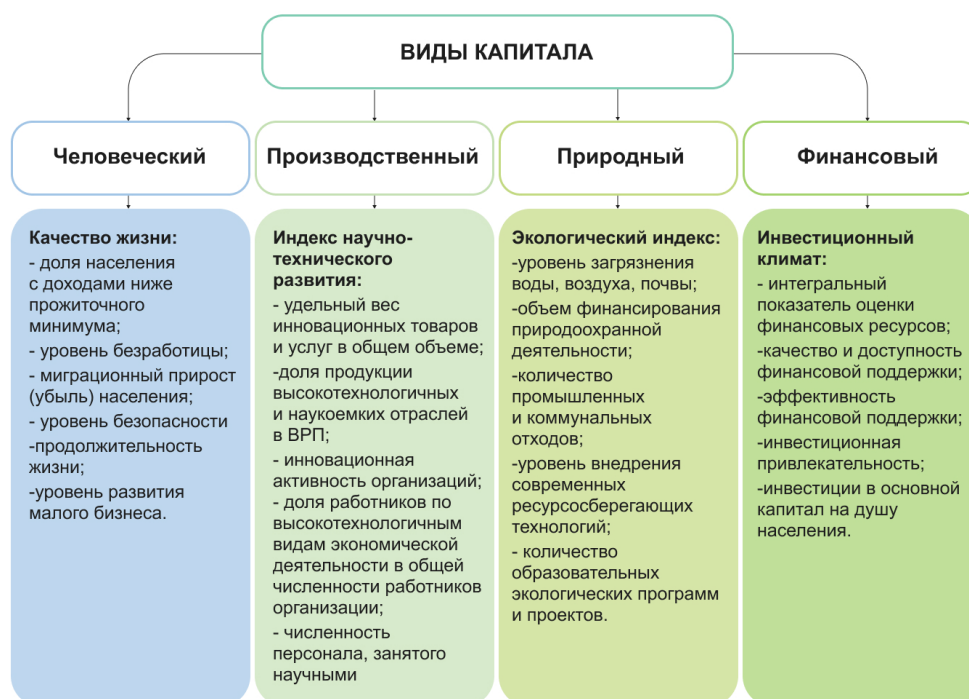 ВИДЫ КАПИТАЛА
Человеческий
Производственный
Природный
Финансовый
Качество жизни:
- доля населения
с доходами ниже
прожиточного
минимума;
- уровень безработицы;
- миграционный прирост
(убыль) населения;
- уровень безопасности
-продолжительность
жизни;
-уровень развития
малого бизнеса.
Индекс научно-
технического
развития:
- удельный вес
инновационных товаров
и услуг в общем объеме;
-доля продукции
высокотехнологичных
и наукоемких отраслей
в ВРП;
- инновационная
активность организаций;
- доля работников по
высокотехнологичным
видам экономической
деятельности в общей
численности работников
организации;
- численность
персонала, занятого
научными
Экологический индекс:
-уровень загрязнения
воды, воздуха, почвы;
-объем финансирования
природоохранной
деятельности;
-количество
промышленных
и коммунальных
отходов;
-уровень внедрения
современных
ресурсосберегающих
технологий;
- количество
образовательных
экологических программ
и проектов.
Инвестиционный
климат:
- интегральный
показатель оценки
финансовых ресурсов;
-качество и доступность
финансовой поддержки;
-эффективность
финансовой поддержки;
-инвестиционная
привлекательность;
-инвестиции в основной
капитал на душу
населения.